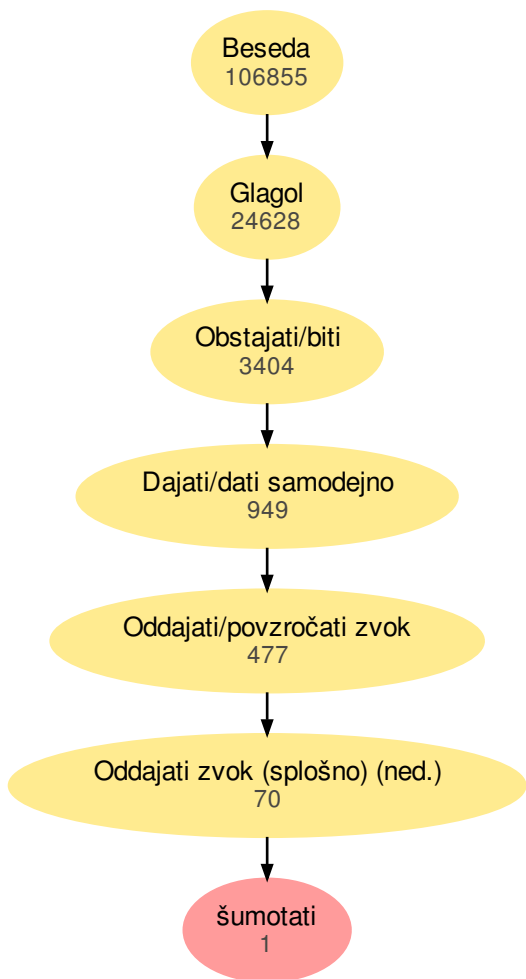 Beseda
106855
Glagol
24628
Obstajati/biti
3404
Dajati/dati samodejno
949
Oddajati/povzročati zvok
477
Oddajati zvok (splošno) (ned.)
70
šumotati
1